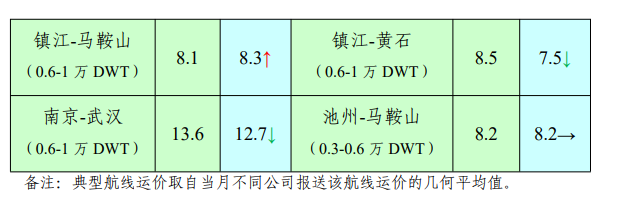 镇江-马鞍山
（0.6-1 万 DWT）
8.1
8.3↑
镇江-黄石
（0.6-1 万 DWT）
8.5
7.5↓
南京-武汉
（0.6-1 万 DWT）
13.6
12.7↓
池州-马鞍山
（0.3-0.6 万 DWT）
8.2
8.2→
备注：典型航线运价取自当月不同公司报送该航线运价的几何平均值。